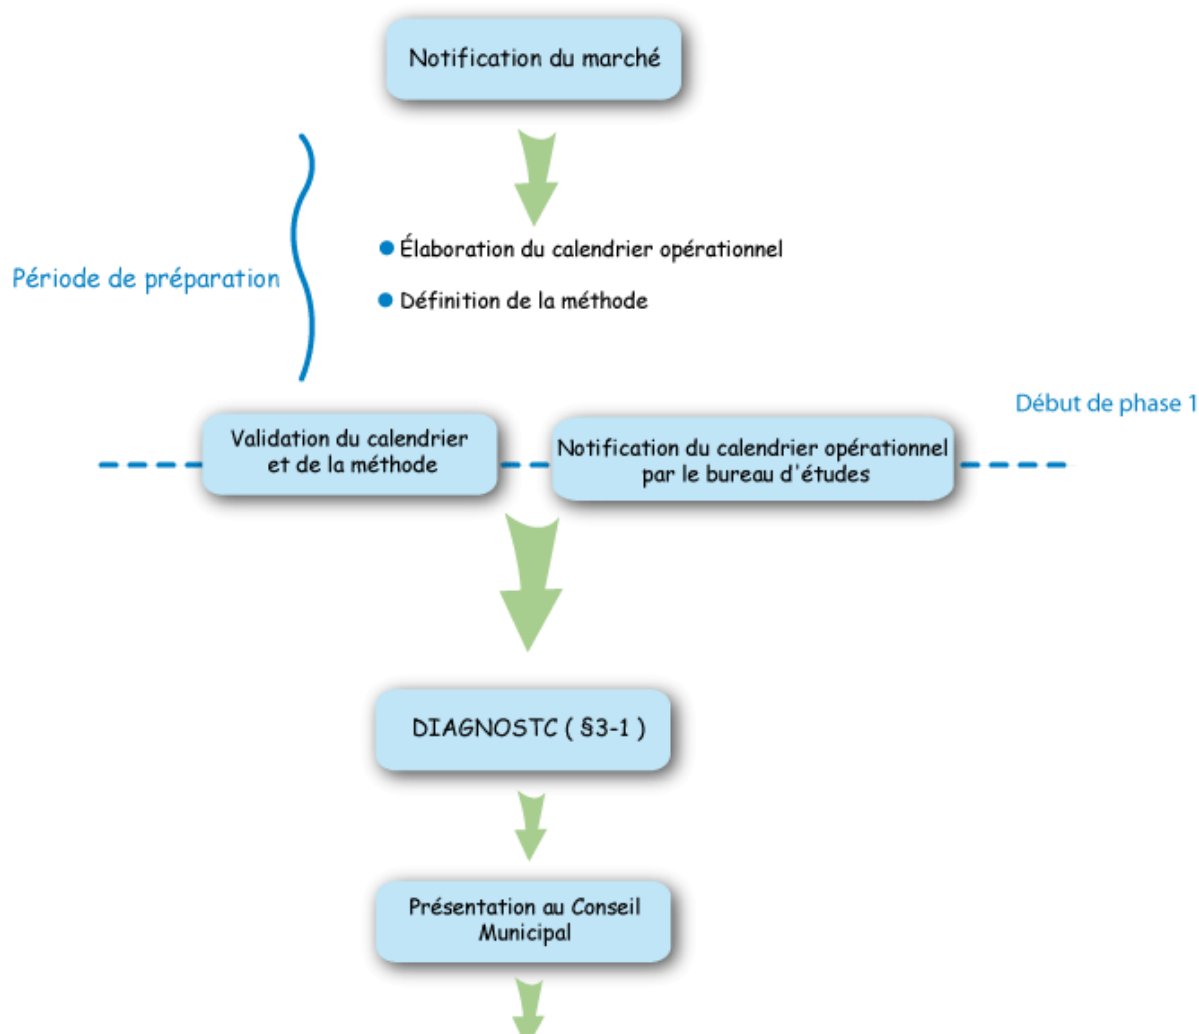 Notification du marché
Élaboration du calendrier opérationnel
Période de préparation
Définition de la méthode
Début de phase 1
Validation du calendrier
et de la méthode
Notification du calendrier opérationnel
par le bureau d'études
DIAGNOSTC ( §3-1 )
Présentation au Conseil
Municipal